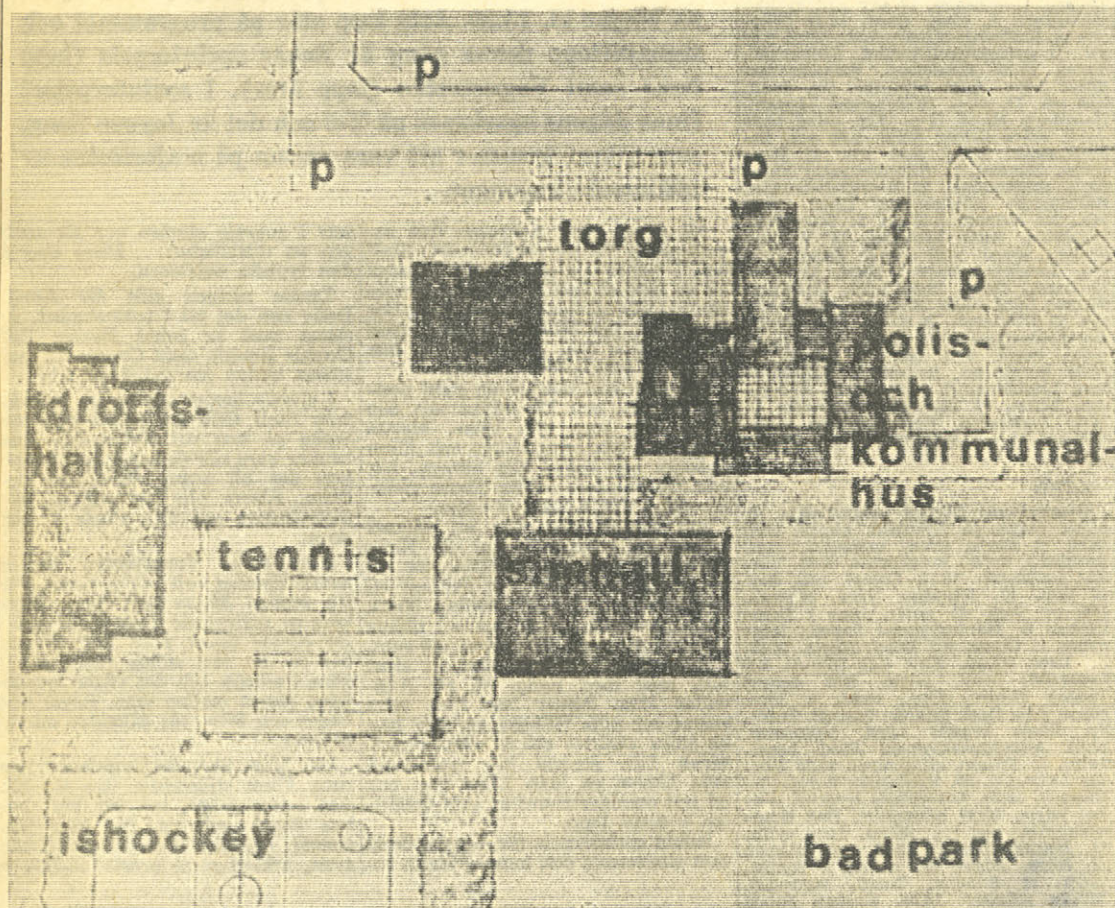 p
p
p
torg
p
polis-
och
kommunal-
hus
idrotts-
hall
tennis
simhall
ishockey
bad park